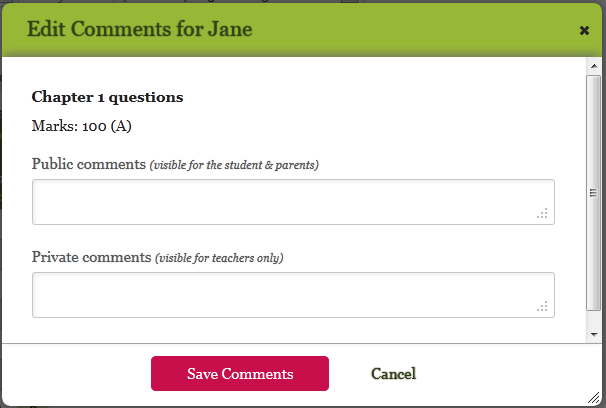 Edit Comments for Jane
Chapter 1 questions
Marks: 100 (A)
Public comments (visible for the student & parents)
Private comments (visible for teachers only)
Save Comments Cancel